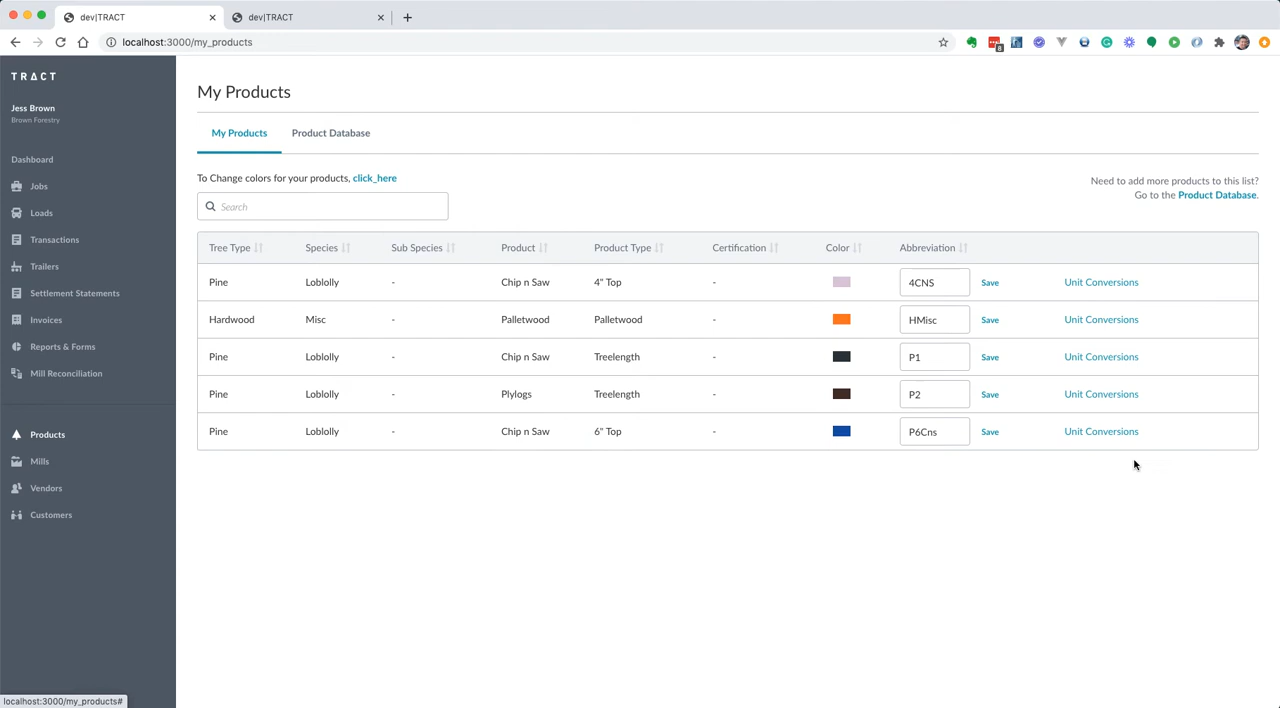 dev|TRACT
dev|TRACT
localhost:3000/my_products
8
TRACT
Jess Brown
Brown Forestry
Dashboard
Jobs
Loads
Transactions
Trailers
Settlement Statements
Invoices
Reports & Forms
Mill Reconciliation
Products
Mills
Vendors
Customers
My Products
My Products Product Database
To Change colors for your products, click_here
Need to add more products to this list?
Go to the Product Database.
Search
Tree Type Species Sub Species Product Product Type Certification Color Abbreviation
Pine Loblolly - Chip n Saw 4" Top - 4CNS Save Unit Conversions
Hardwood Misc - Palletwood Palletwood - HMisc Save Unit Conversions
Pine Loblolly - Chip n Saw Treelength - P1 Save Unit Conversions
Pine Loblolly - Plylogs Treelength - P2 Save Unit Conversions
Pine Loblolly - Chip n Saw 6" Top - P6Cns Save Unit Conversions
localhost:3000/my_products#